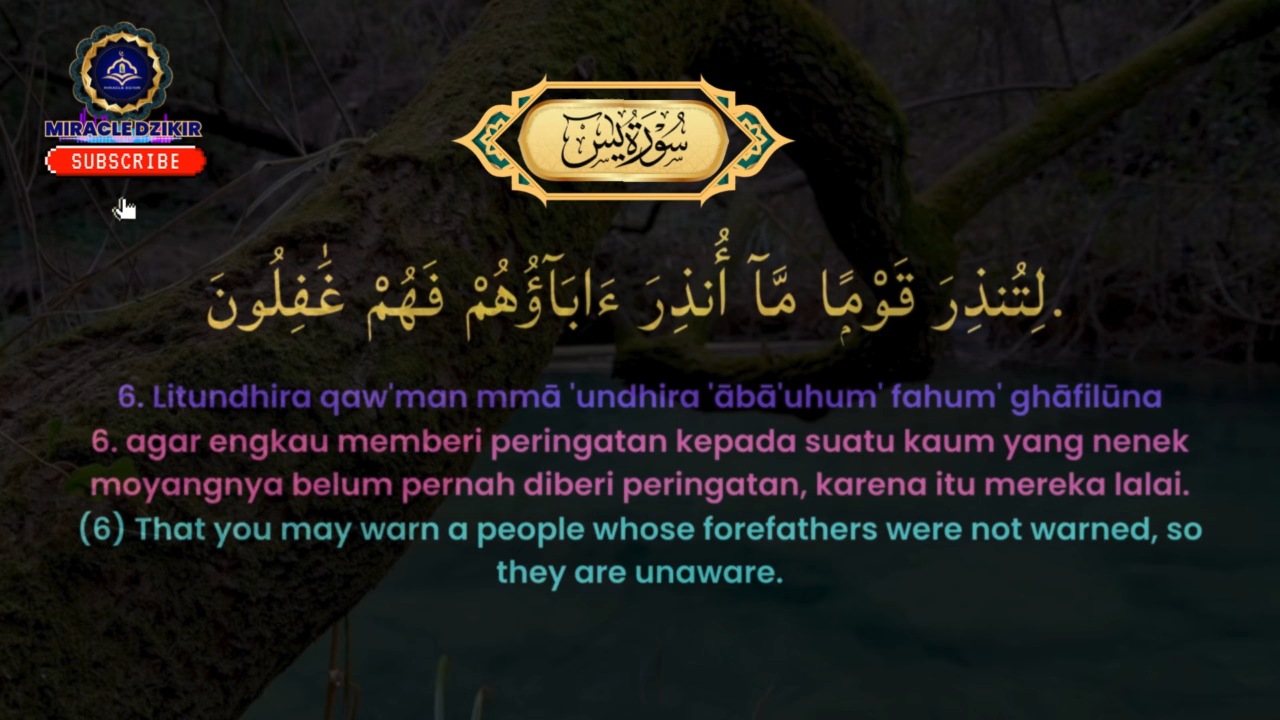 MIRACLE DZIKIR
SUBSCRIBE
سُوْرَةُ يٰسٓ
لِتُنذِرَ قَوْمًۭا مَّآ أُنذِرَ ءَابَآؤُهُمْ فَهُمْ غَٰفِلُونَ.
6. Litundhira qaw'man mmā 'undhira 'ābā'uhum' fahum' ghāfilūna
6. agar engkau memberi peringatan kepada suatu kaum yang nenek
moyangnya belum pernah diberi peringatan, karena itu mereka lalai.
(6) That you may warn a people whose forefathers were not warned, so
they are unaware.